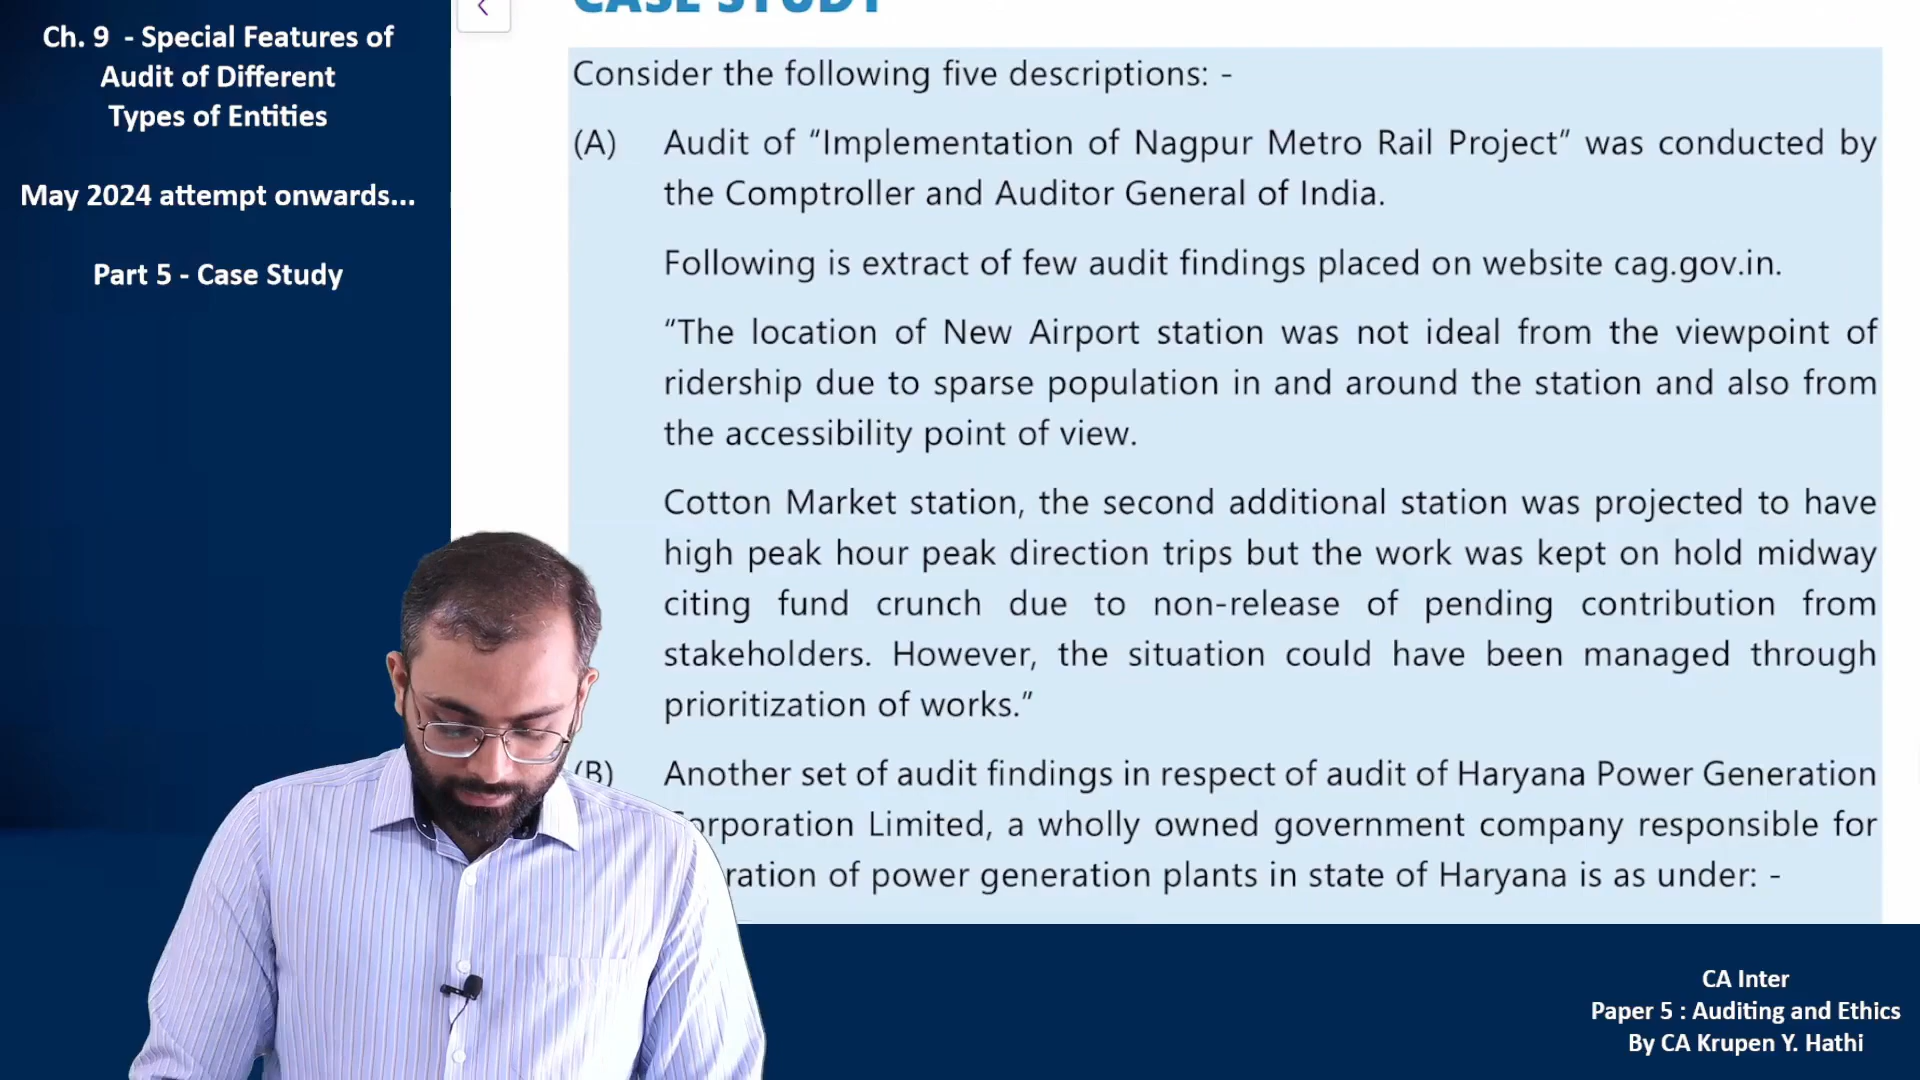 Ch. 9 - Special Features of
Audit of Different
Types of Entities
May 2024 attempt onwards...
Part 5 - Case Study
CASE STUDY
Consider the following five descriptions: -
(A) Audit of “Implementation of Nagpur Metro Rail Project” was conducted by
the Comptroller and Auditor General of India.
Following is extract of few audit findings placed on website cag.gov.in.
“The location of New Airport station was not ideal from the viewpoint of
ridership due to sparse population in and around the station and also from
the accessibility point of view.
Cotton Market station, the second additional station was projected to have
high peak hour peak direction trips but the work was kept on hold midway
citing fund crunch due to non-release of pending contribution from
stakeholders. However, the situation could have been managed through
prioritization of works.”
(B) Another set of audit findings in respect of audit of Haryana Power Generation
Corporation Limited, a wholly owned government company responsible for
of power generation plants in state of Haryana is as under: -
CA Inter
Paper 5 : Auditing and Ethics
By CA Krupen Y. Hathi